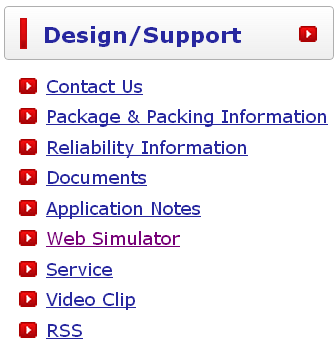 Design/Support
Contact Us
Package & Packing Information
Reliability Information
Documents
Application Notes
Web Simulator
Service
Video Clip
RSS